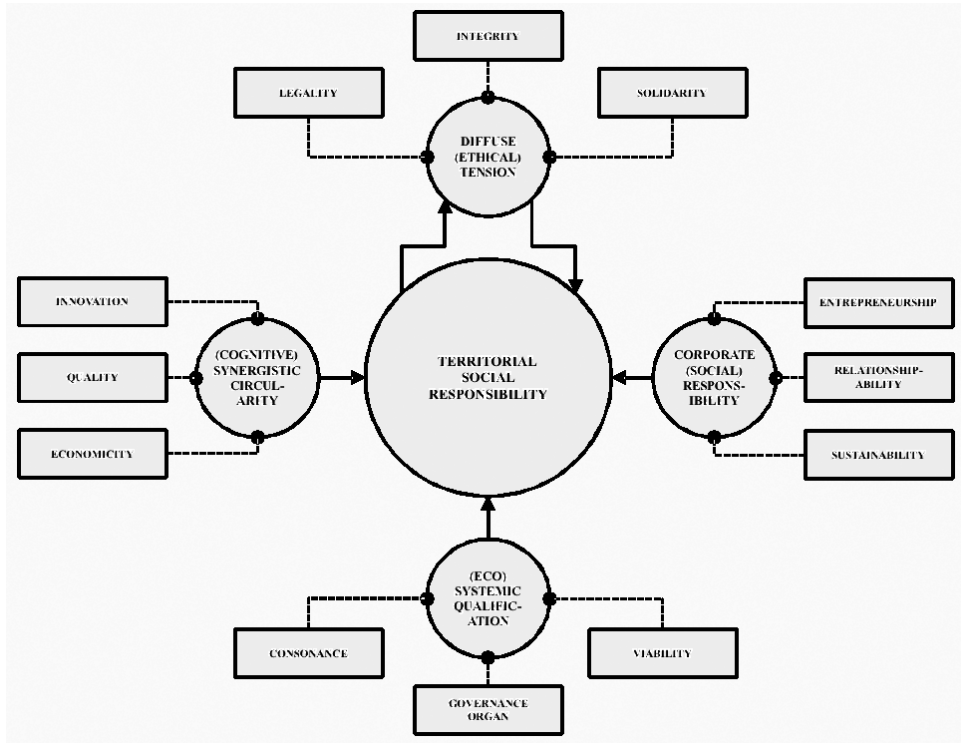 INTEGRITY
LEGALITY
SOLIDARITY
DIFFUSE
(ETHICAL)
TENSION
INNOVATION
QUALITY
ECONOMICITY
(COGNITIVE)
SYNERGISTIC
CIRCUL-
ARITY
TERRITORIAL
SOCIAL
RESPONSIBILITY
CORPORATE
(SOCIAL)
RESPONS-
IBILITY
ENTREPRENEURSHIP
RELATIONSHIP-
ABILITY
SUSTAINABILITY
(ECO)
SYSTEMIC
QUALIFIC-
ATION
CONSONANCE
VIABILITY
GOVERNANCE
ORGAN